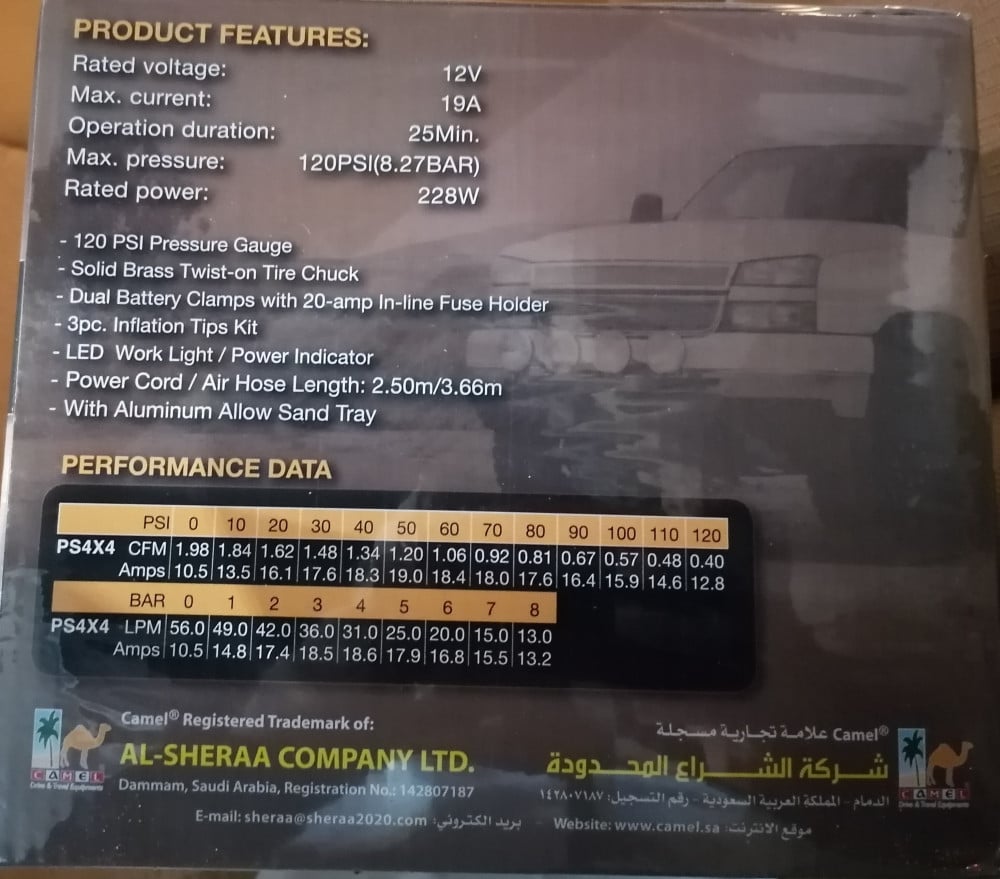 PRODUCT FEATURES:
Rated voltage: 12V
Max. current: 19A
Operation duration: 25Min.
Max. pressure: 120PSI(8.27BAR)
Rated power: 228W
- 120 PSI Pressure Gauge
- Solid Brass Twist-on Tire Chuck
- Dual Battery Clamps with 20-amp In-line Fuse Holder
- 3pc. Inflation Tips Kit
- LED Work Light / Power Indicator
- Power Cord / Air Hose Length: 2.50m/3.66m
- With Aluminum Allow Sand Tray
PERFORMANCE DATA
PSI 0 10 20 30 40 50 60 70 80 90 100 110 120
PS4X4 CFM 1.98 1.84 1.62 1.48 1.34 1.20 1.06 0.92 0.81 0.67 0.57 0.48 0.40
Amps 10.5 13.5 16.1 17.6 18.3 19.0 18.4 18.0 17.6 16.4 15.9 14.6 12.8
BAR 0 1 2 3 4 5 6 7 8
PS4X4 LPM 56.0 49.0 42.0 36.0 31.0 25.0 20.0 15.0 13.0
Amps 10.5 14.8 17.4 18.5 18.6 17.9 16.8 15.5 13.2
CAMEL
Drive & Travel Equipments
Camel® Registered Trademark of:
AL-SHERAA COMPANY LTD.
Dammam, Saudi Arabia, Registration No.: 142807187
E-mail: sheraa@sheraa2020.com :بريد الكتروني
Camel® علامة تجارية مسجلة
شركة الشراع المحدودة
الدمام - المملكة العربية السعودية - رقم التسجيل: ١٤٢٨٠٧١٨٧
Website: www.camel.sa :موقع الانترنت
CAMEL
Drive & Travel Equipments